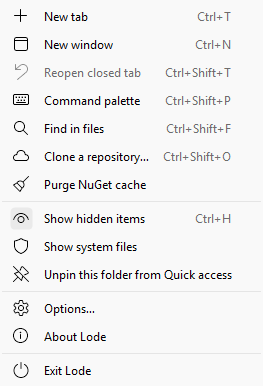 New tab Ctrl+T
New window Ctrl+N
Reopen closed tab Ctrl+Shift+T
Command palette Ctrl+Shift+P
Find in files Ctrl+Shift+F
Clone a repository... Ctrl+Shift+O
Purge NuGet cache
Show hidden items Ctrl+H
Show system files
Unpin this folder from Quick access
Options...
About Lode
Exit Lode